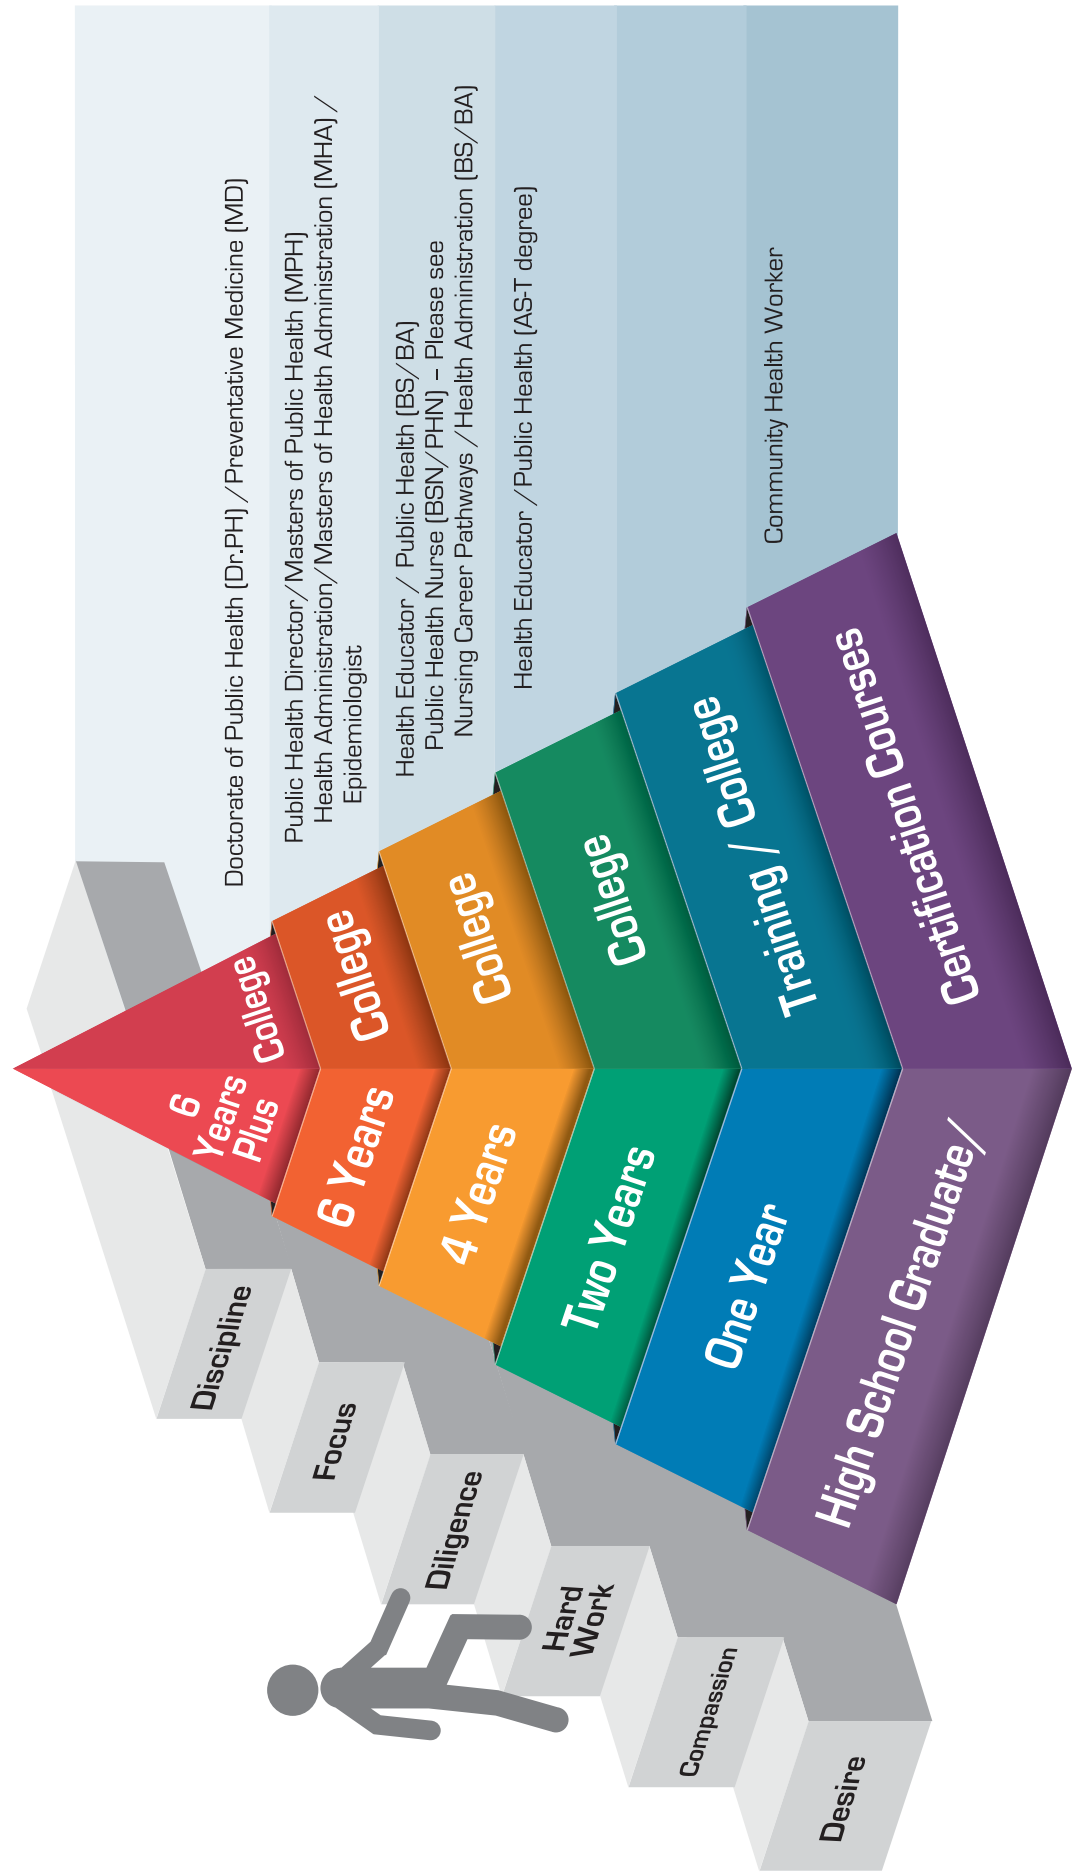 Doctorate of Public Health (Dr.PH) /Preventative Medicine (MD)
Public Health Director/Masters of Public Health (MPH)
Health Administration/Masters of Health Administration (MHA) /
Epidemiologist
Health Educator / Public Health (BS/BA)
Public Health Nurse (BSN/PHN) – Please see
Nursing Career Pathways /Health Administration (BS/BA)
Health Educator /Public Health (AS-T degree)
Community Health Worker
6
Years
Plus
College
6 Years
College
4 Years
College
Two Years
College
One Year
Training / College
High School Graduate/
Certification Courses
Discipline
Focus
Diligence
Hard
Work
Compassion
Desire